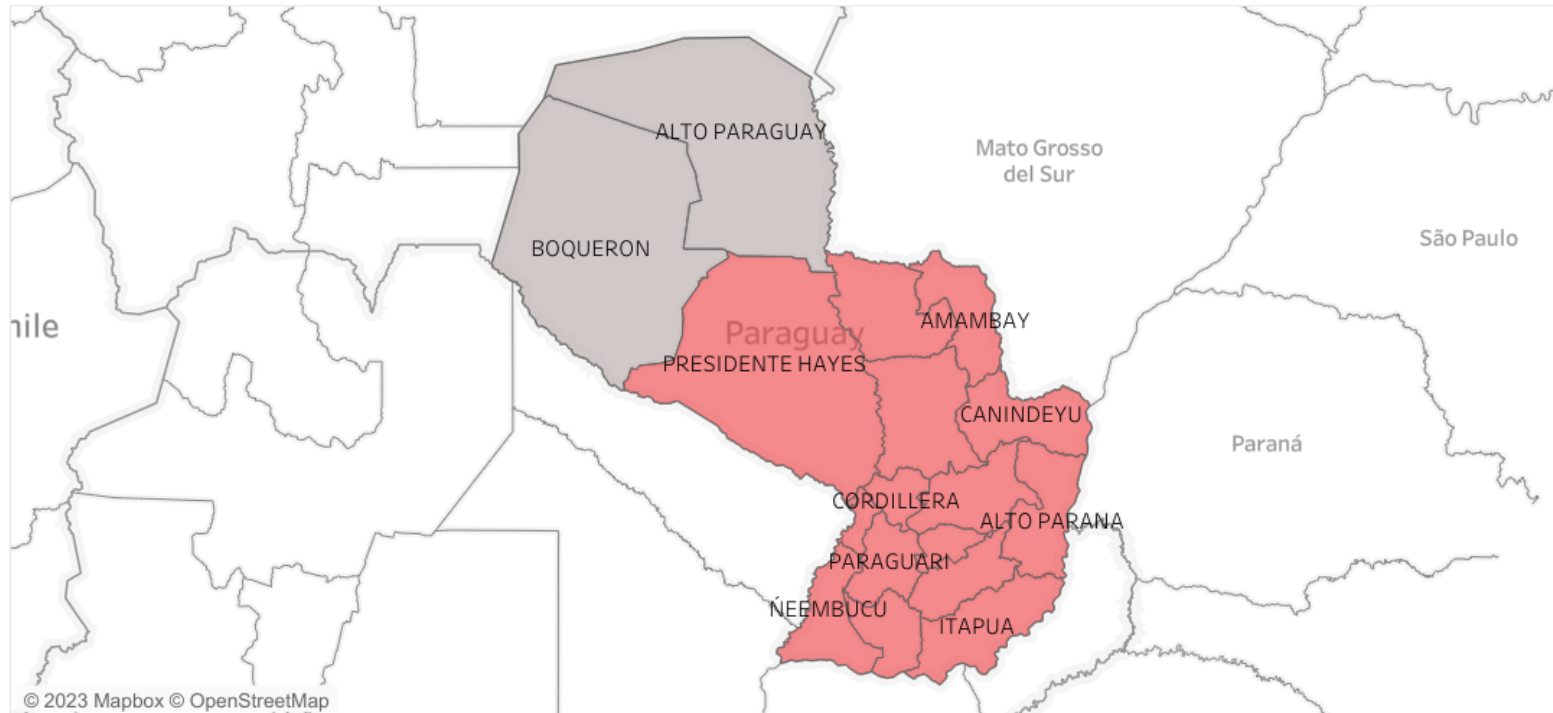 ALTO PARAGUAY
Mato Grosso
del Sur
São Paulo
BOQUERON
AMAMBAY
hile
Paraguay
PRESIDENTE HAYES
CANINDEYU
Paraná
CORDILLERA
ALTO PARANA
PARAGUARI
ŃEEMBUCU
ITAPUA
© 2023 Mapbox © OpenStreetMap